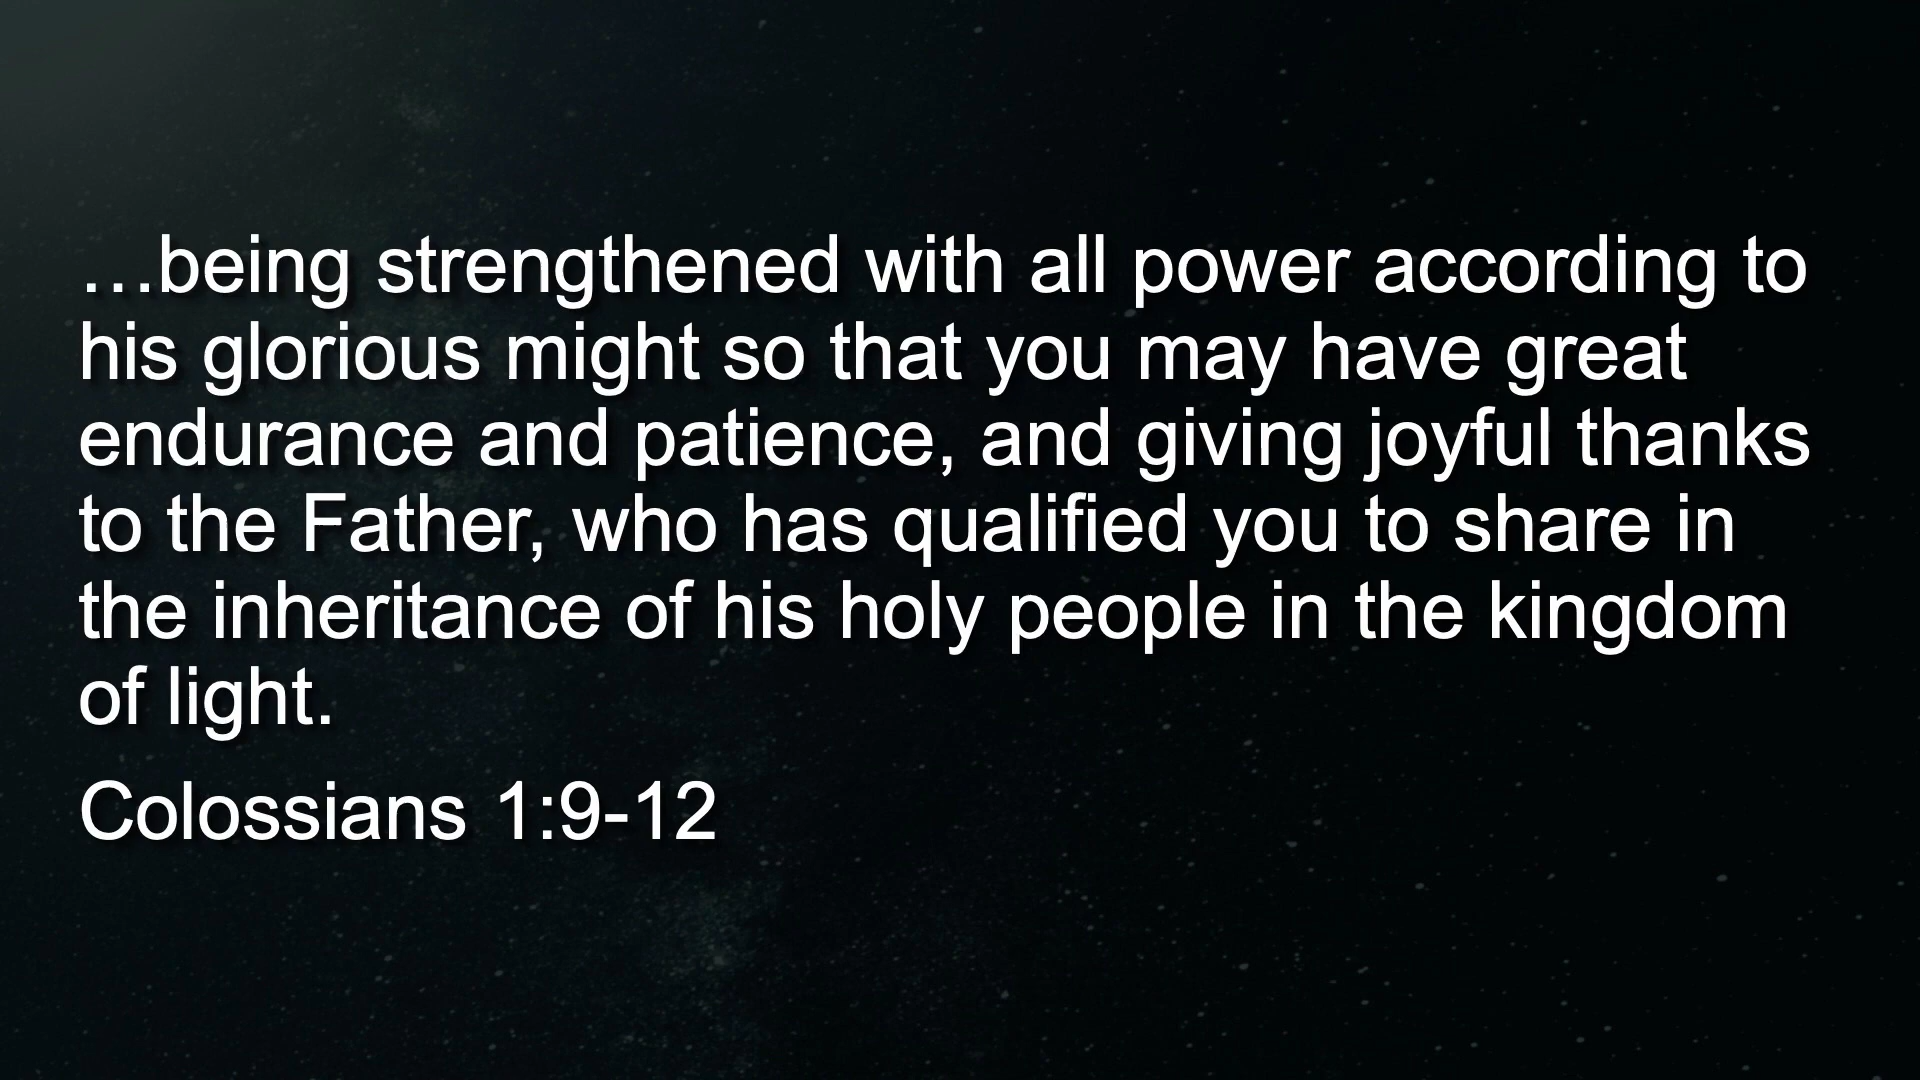 …being strengthened with all power according to
his glorious might so that you may have great
endurance and patience, and giving joyful thanks
to the Father, who has qualified you to share in
the inheritance of his holy people in the kingdom
of light.
Colossians 1:9-12